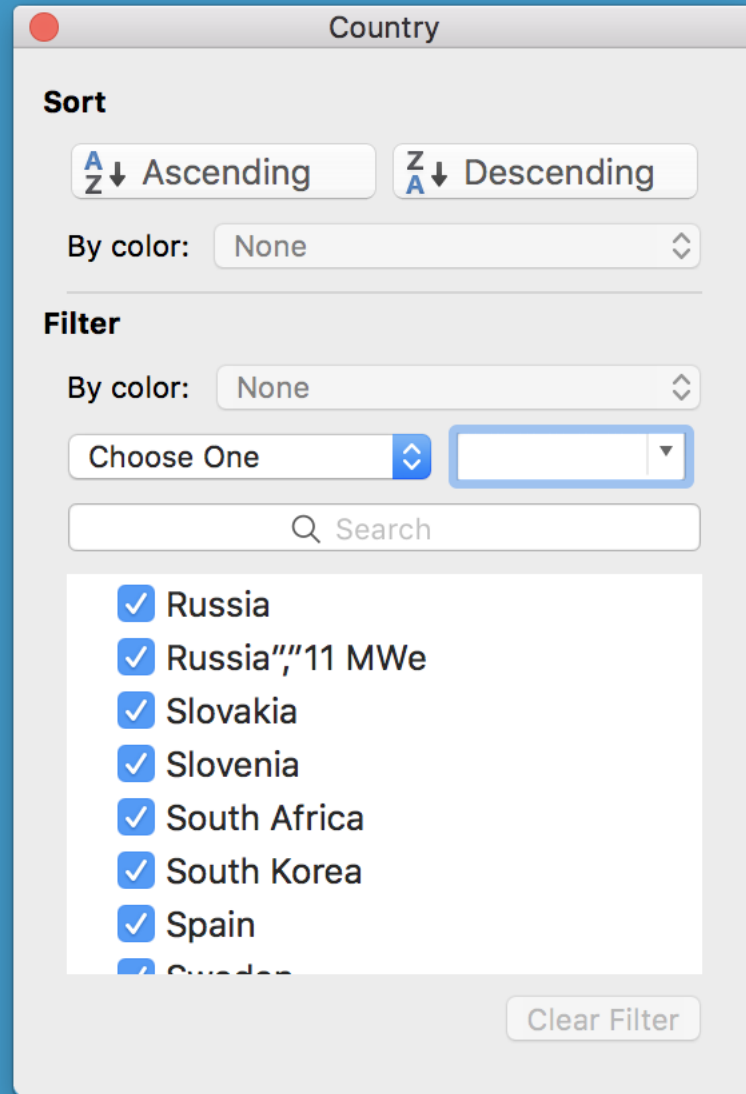 Country
Sort
A
Z Ascending
Z
A Descending
By color: None
Filter
By color: None
Choose One
Search
Russia
Russia”,”11 MWe
Slovakia
Slovenia
South Africa
South Korea
Spain
Sweden
Clear Filter